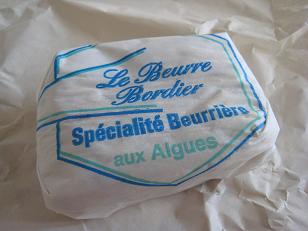 Le Beurre
Bordier
Spécialité Beurrière
aux Algues